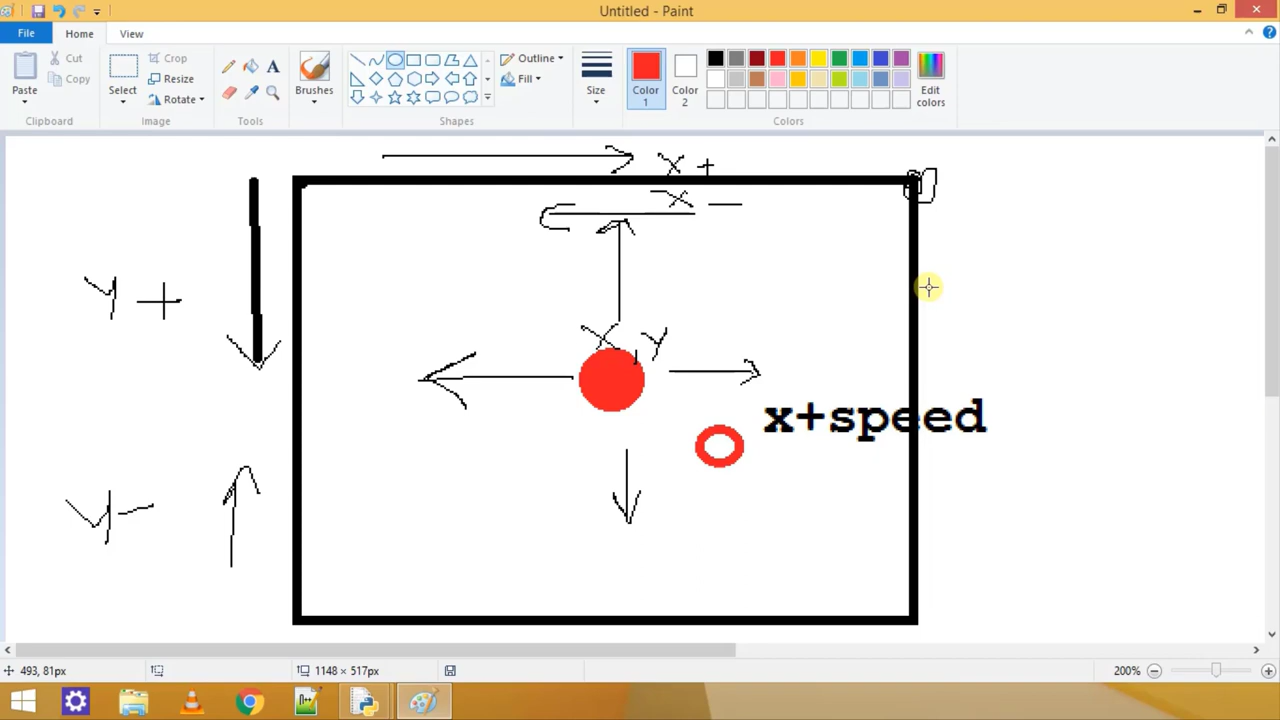 Untitled - Paint
File
Home
View
Paste
Cut
Copy
Clipboard
Select
Crop
Resize
Rotate
Image
Tools
Brushes
Shapes
Outline
Fill
Size
Color 1
Color 2
Edit colors
Colors
x +
x −
y +
x,y
x+speed
y-
493, 81px
1148 × 517px
200%